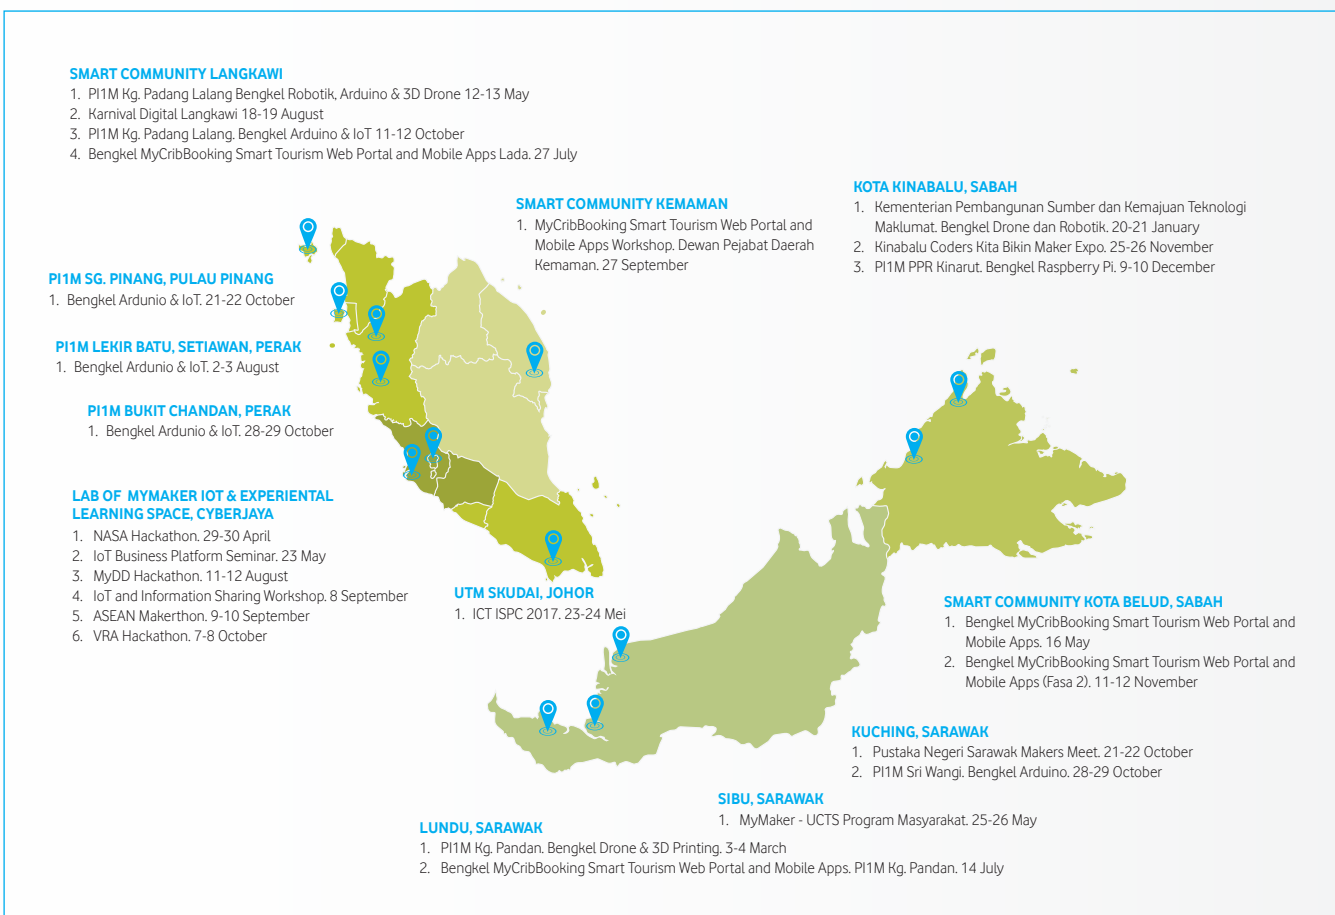 SMART COMMUNITY LANGKAWI
1. PI1M Kg. Padang Lalang Bengkel Robotik, Arduino & 3D Drone 12-13 May
2. Karnival Digital Langkawi 18-19 August
3. PI1M Kg. Padang Lalang. Bengkel Arduino & IoT 11-12 October
4. Bengkel MyCribBooking Smart Tourism Web Portal and Mobile Apps Lada. 27 July
SMART COMMUNITY KEMAMAN
1. MyCribBooking Smart Tourism Web Portal and
Mobile Apps Workshop. Dewan Pejabat Daerah
Kemaman. 27 September
KOTA KINABALU, SABAH
1. Kementerian Pembangunan Sumber dan Kemajuan Teknologi
Maklumat. Bengkel Drone dan Robotik. 20-21 January
2. Kinabalu Coders Kita Bikin Maker Expo. 25-26 November
3. PI1M PPR Kinarut. Bengkel Raspberry Pi. 9-10 December
PI1M SG. PINANG, PULAU PINANG
1. Bengkel Ardunio & IoT. 21-22 October
PI1M LEKIR BATU, SETIAWAN, PERAK
1. Bengkel Ardunio & IoT. 2-3 August
PI1M BUKIT CHANDAN, PERAK
1. Bengkel Ardunio & IoT. 28-29 October
LAB OF MYMAKER IOT & EXPERIENTAL
LEARNING SPACE, CYBERJAYA
1. NASA Hackathon. 29-30 April
2. IoT Business Platform Seminar. 23 May
3. MyDD Hackathon. 11-12 August
4. IoT and Information Sharing Workshop. 8 September
5. ASEAN Makerthon. 9-10 September
6. VRA Hackathon. 7-8 October
UTM SKUDAI, JOHOR
1. ICT ISPC 2017. 23-24 Mei
SMART COMMUNITY KOTA BELUD, SABAH
1. Bengkel MyCribBooking Smart Tourism Web Portal and
Mobile Apps. 16 May
2. Bengkel MyCribBooking Smart Tourism Web Portal and
Mobile Apps (Fasa 2). 11-12 November
KUCHING, SARAWAK
1. Pustaka Negeri Sarawak Makers Meet. 21-22 October
2. PI1M Sri Wangi. Bengkel Arduino. 28-29 October
SIBU, SARAWAK
1. MyMaker - UCTS Program Masyarakat. 25-26 May
LUNDU, SARAWAK
1. PI1M Kg. Pandan. Bengkel Drone & 3D Printing. 3-4 March
2. Bengkel MyCribBooking Smart Tourism Web Portal and Mobile Apps. PI1M Kg. Pandan. 14 July